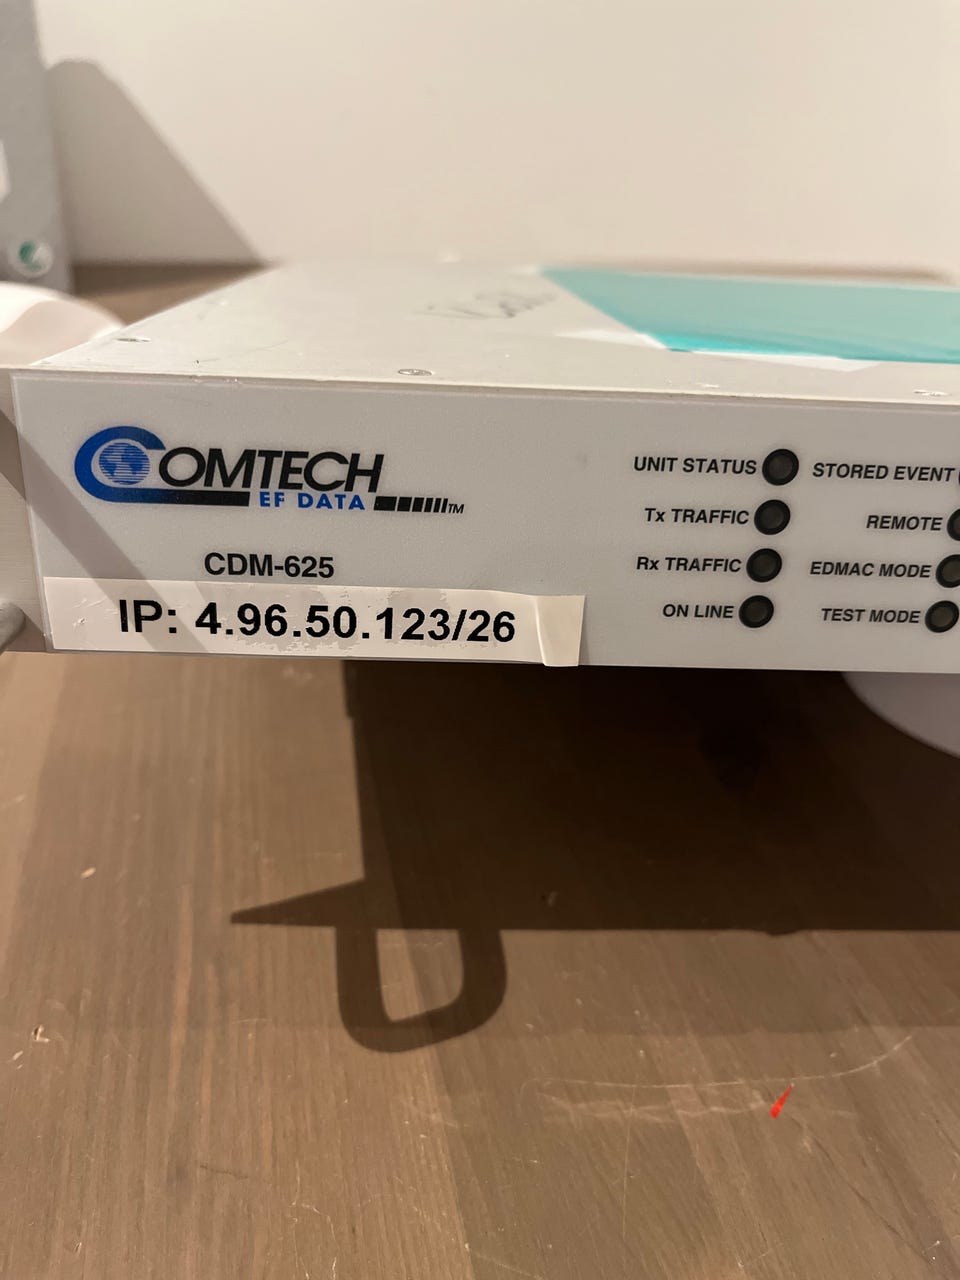 COMTECH
EF DATA TM
CDM-625
IP: 4.96.50.123/26
UNIT STATUS
STORED EVENT
Tx TRAFFIC
REMOTE
Rx TRAFFIC
EDMAC MODE
ON LINE
TEST MODE